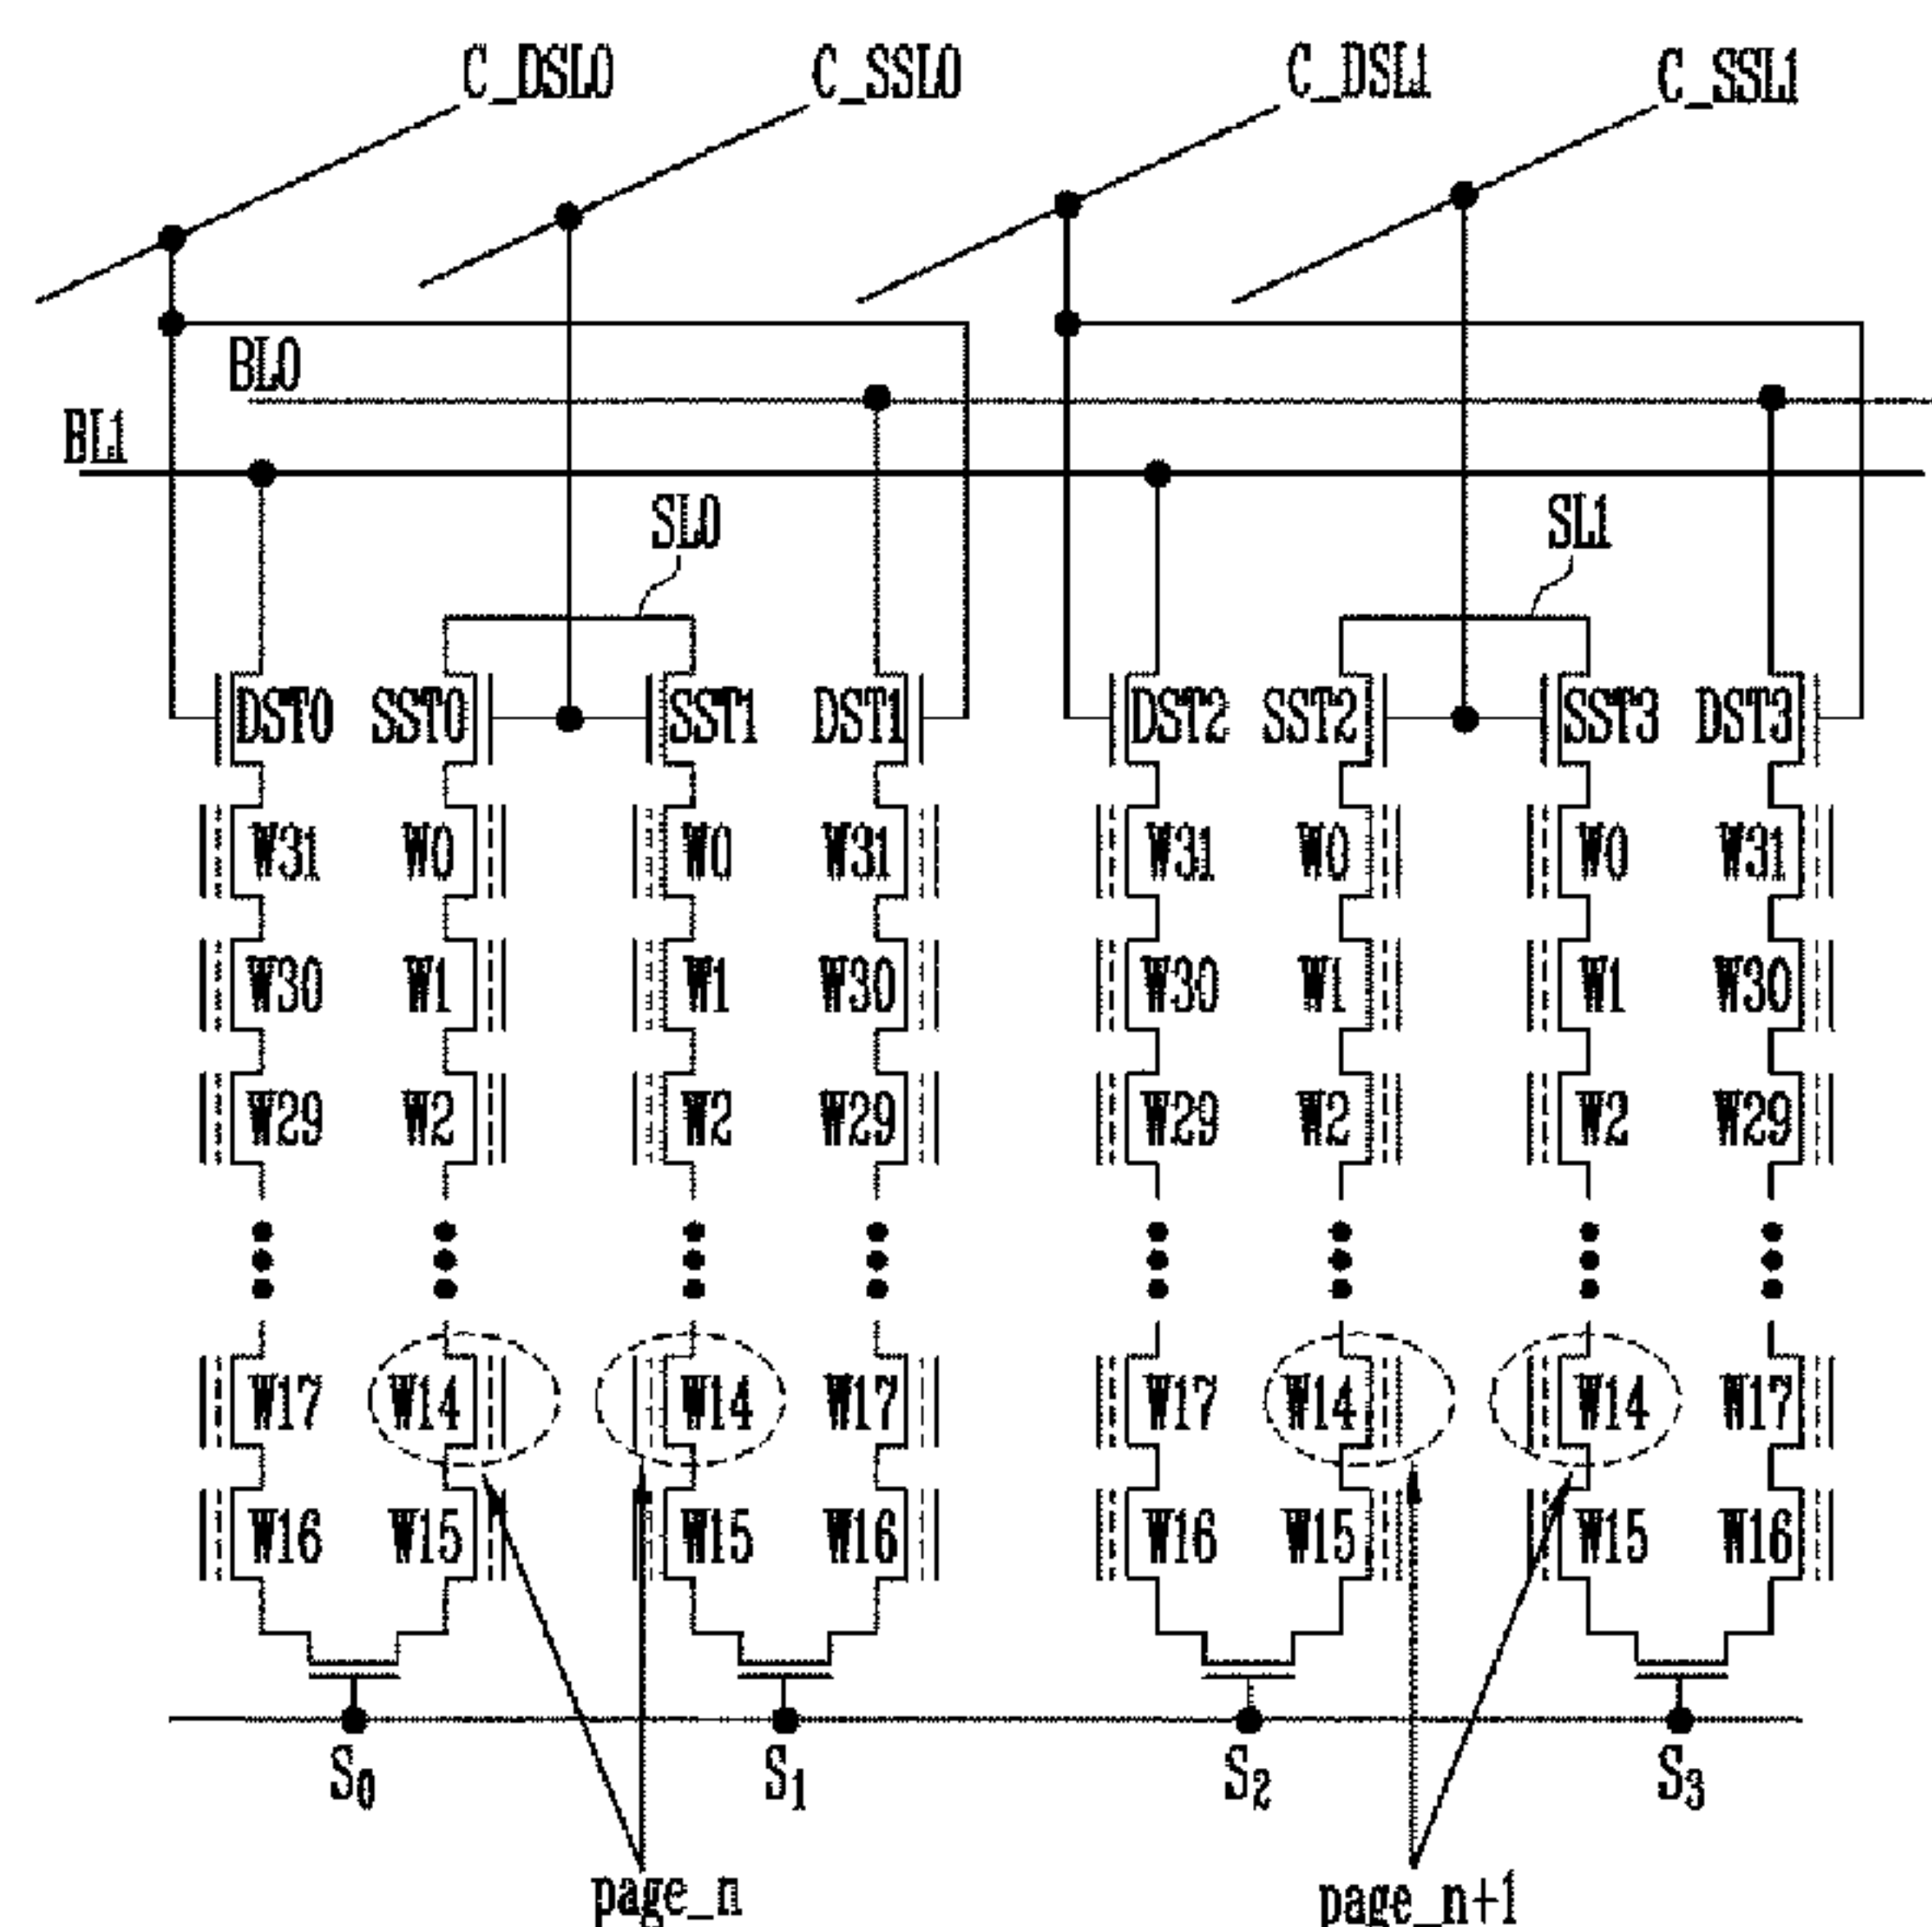 C_DSL0 C_SSL0 C_DSL1 C_SSL1
BL0
BL1
SL0 SL1
DST0 SST0 SST1 DST1 DST2 SST2 SST3 DST3
W31 W0 W0 W31 W31 W0 W0 W31
W30 W1 W1 W30 W30 W1 W1 W30
W29 W2 W2 W29 W29 W2 W2 W29
W17 W14 W14 W17 W17 W14 W14 W17
W16 W15 W15 W16 W16 W15 W15 W16
S0 S1 S2 S3
page_n page_n+1